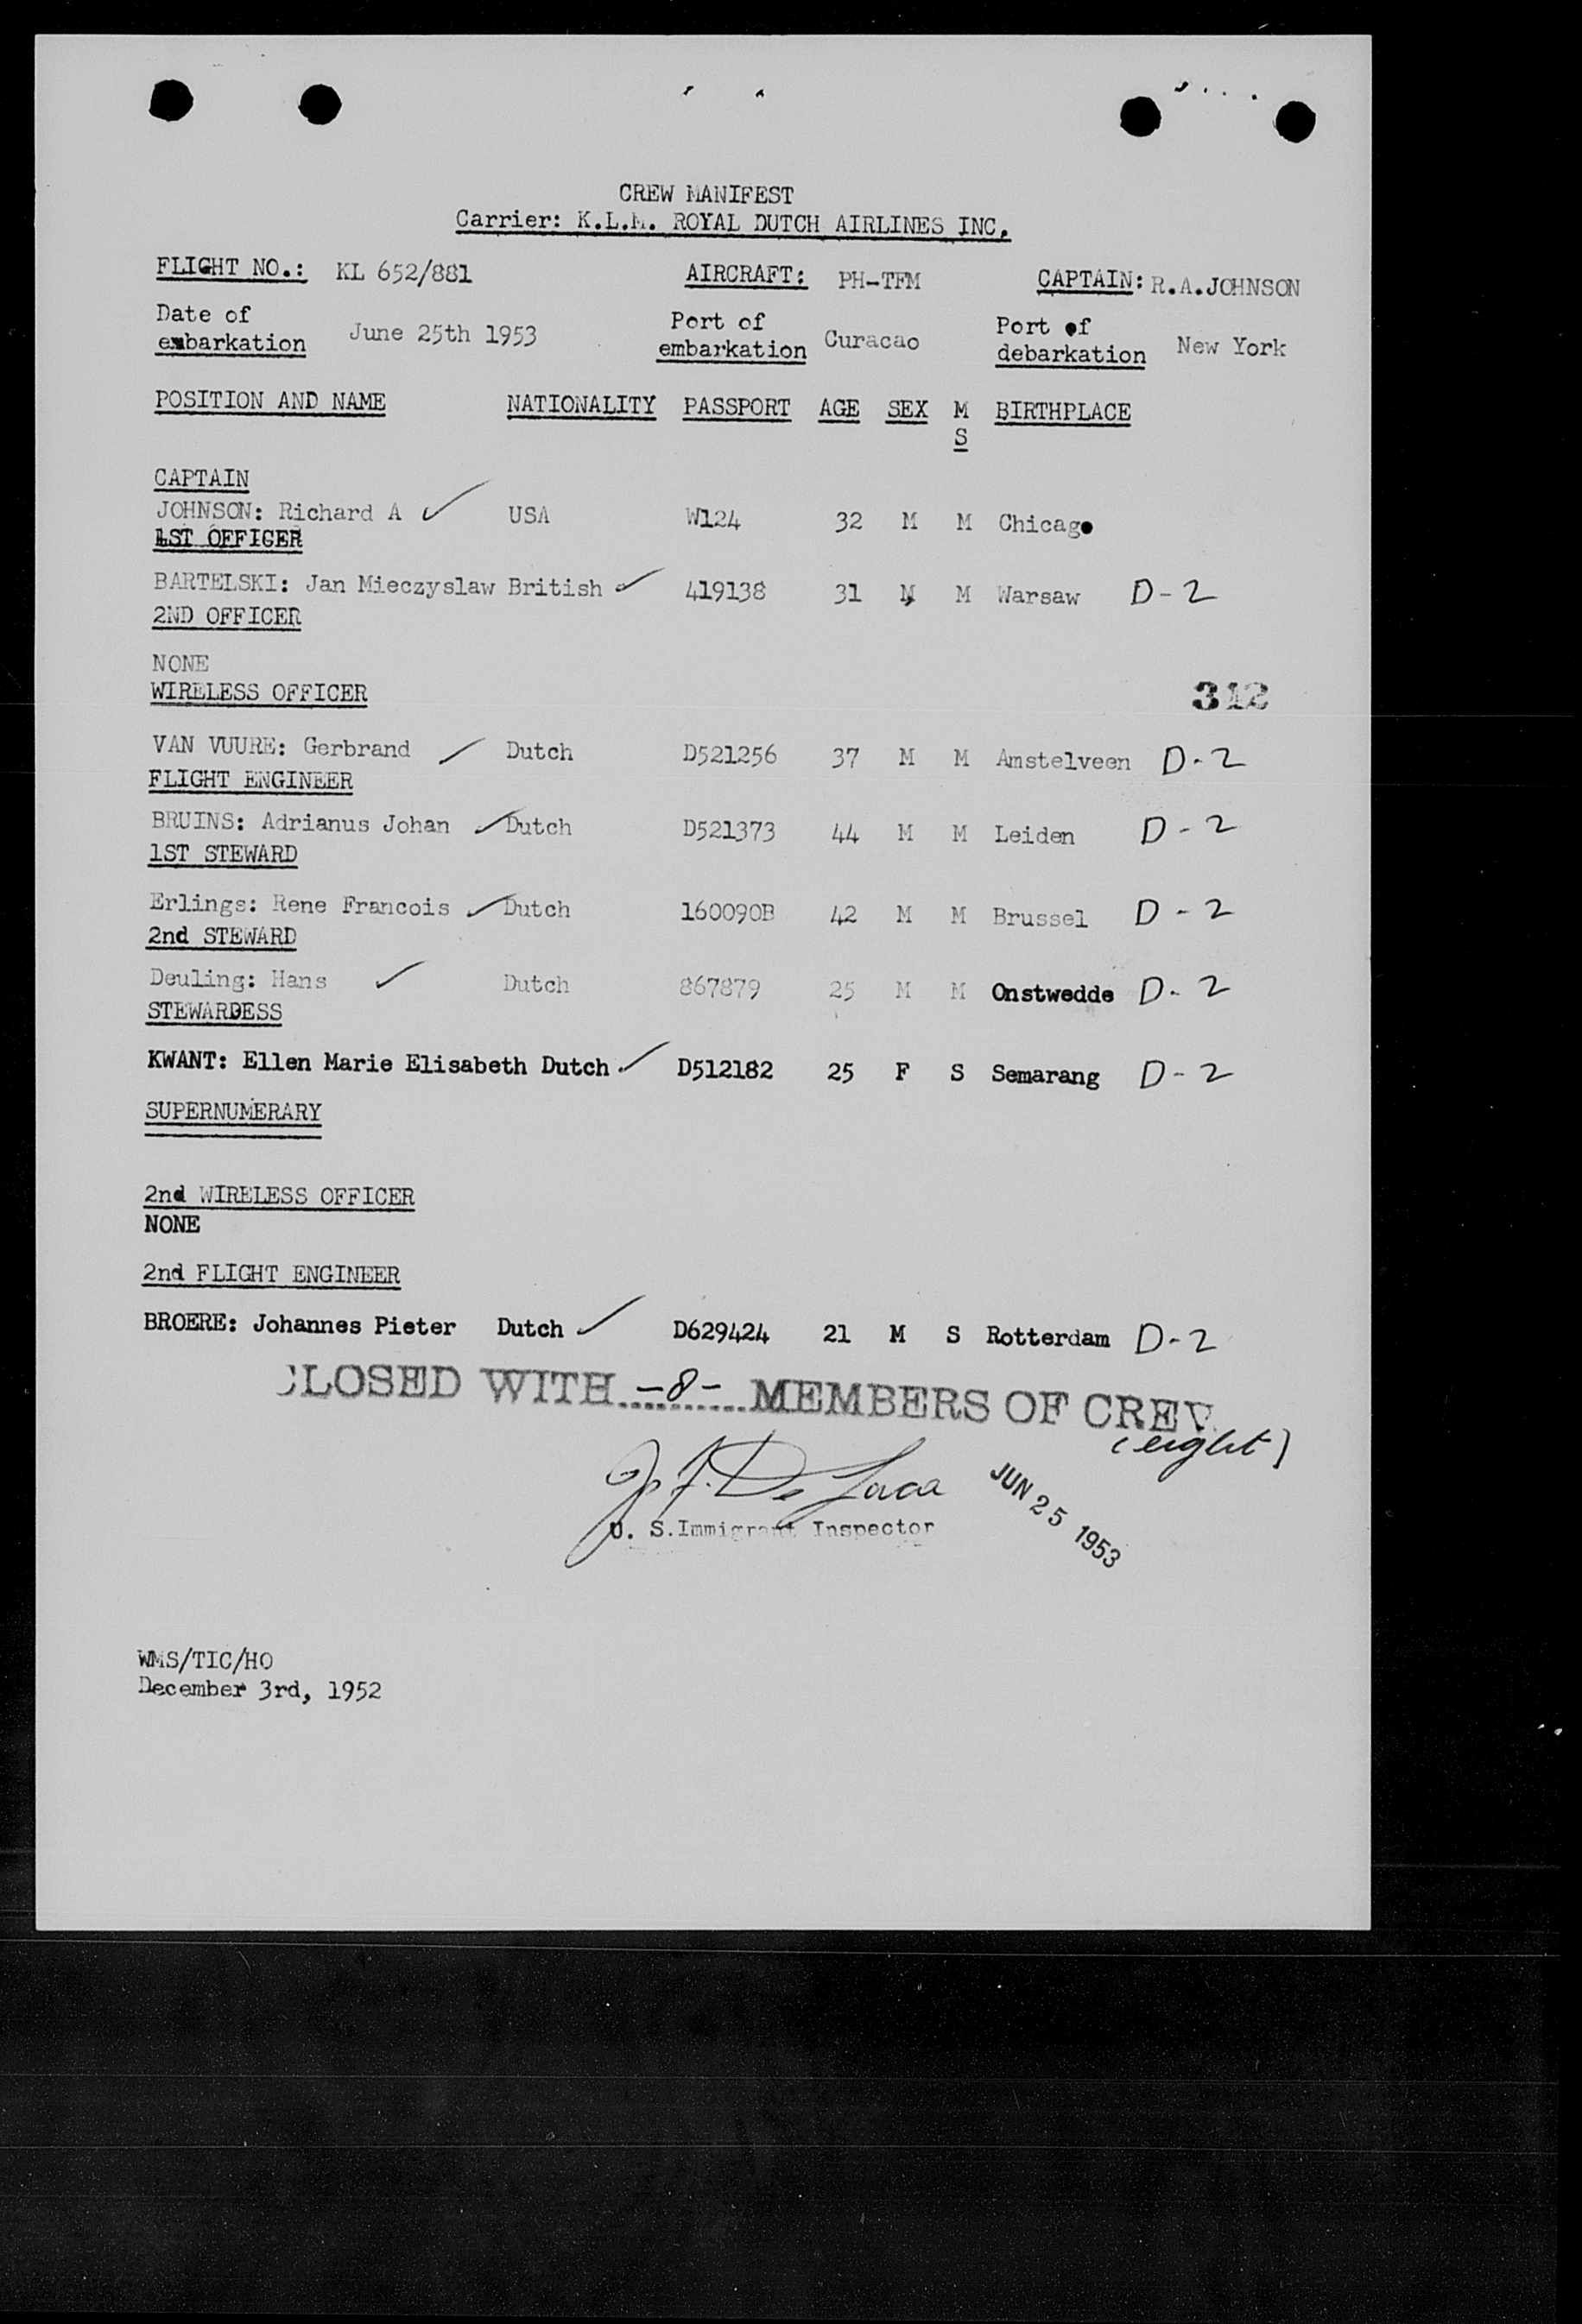 CREW MANIFEST
Carrier: K.L.M. ROYAL DUTCH AIRLINES INC.
FLIGHT NO.: KL 652/881 AIRCRAFT: PH-TFM CAPTAIN: R.A.JOHNSON
Date of Port of Port of
embarkation June 25th 1953 embarkation Curacao debarkation New York
POSITION AND NAME NATIONALITY PASSPORT AGE SEX M BIRTHPLACE
S
CAPTAIN
JOHNSON: Richard A ✓ USA W124 32 M M Chicago
1ST OFFICER
BARTELSKI: Jan Mieczyslaw British ✓ 419138 31 M M Warsaw D-2
2ND OFFICER
NONE
WIRELESS OFFICER 312
VAN VUURE: Gerbrand ✓ Dutch D521256 37 M M Amstelveen D-2
FLIGHT ENGINEER
BRUINS: Adrianus Johan ✓ Dutch D521373 44 M M Leiden D-2
1ST STEWARD
Erlings: Rene Francois ✓ Dutch 160090B 42 M M Brussel D-2
2nd STEWARD
Deuling: Hans ✓ Dutch 867879 25 M M Onstwedde D-2
STEWARDESS
KWANT: Ellen Marie Elisabeth Dutch ✓ D512182 25 F S Semarang D-2
SUPERNUMERARY
2nd WIRELESS OFFICER
NONE
2nd FLIGHT ENGINEER
BROERE: Johannes Pieter Dutch ✓ D629424 21 M S Rotterdam D-2
CLOSED WITH -8- MEMBERS OF CREW
(eight)
U. S. Immigrant Inspector JUN 25 1953
WMS/TIC/HO
December 3rd, 1952